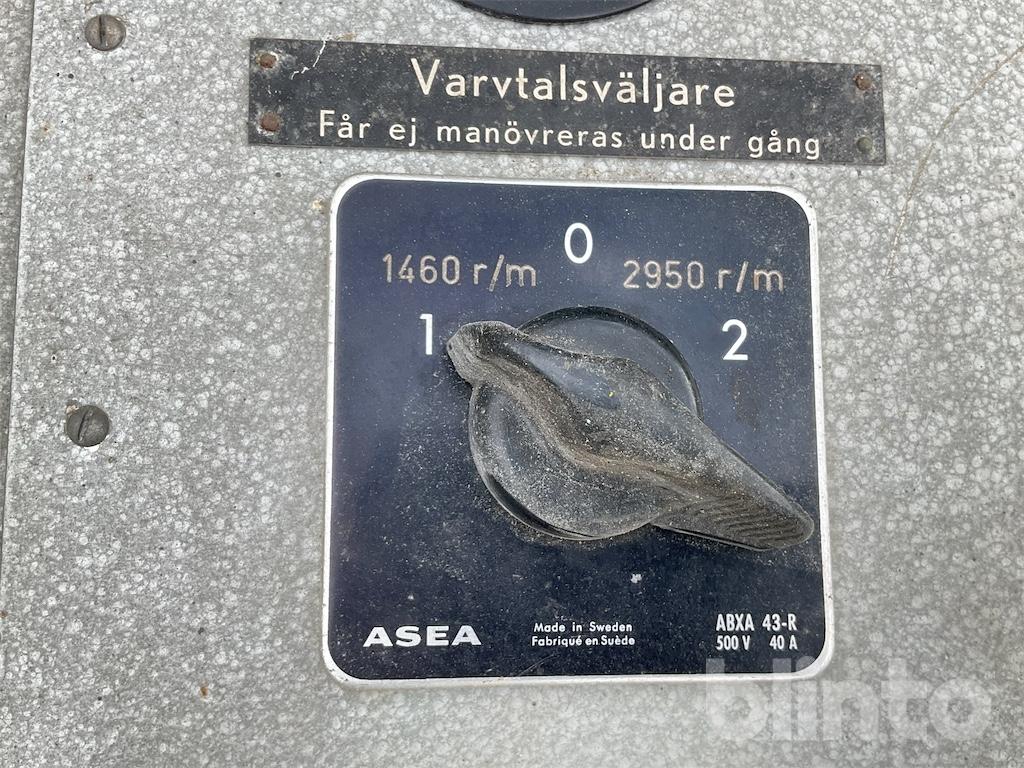 Varvtalsväljare
Får ej manövreras under gång
0
1460 r/m
2950 r/m
1
2
ASEA
Made in Sweden
Fabriqué en Suède
ABXA 43-R
500 V 40 A
blinto